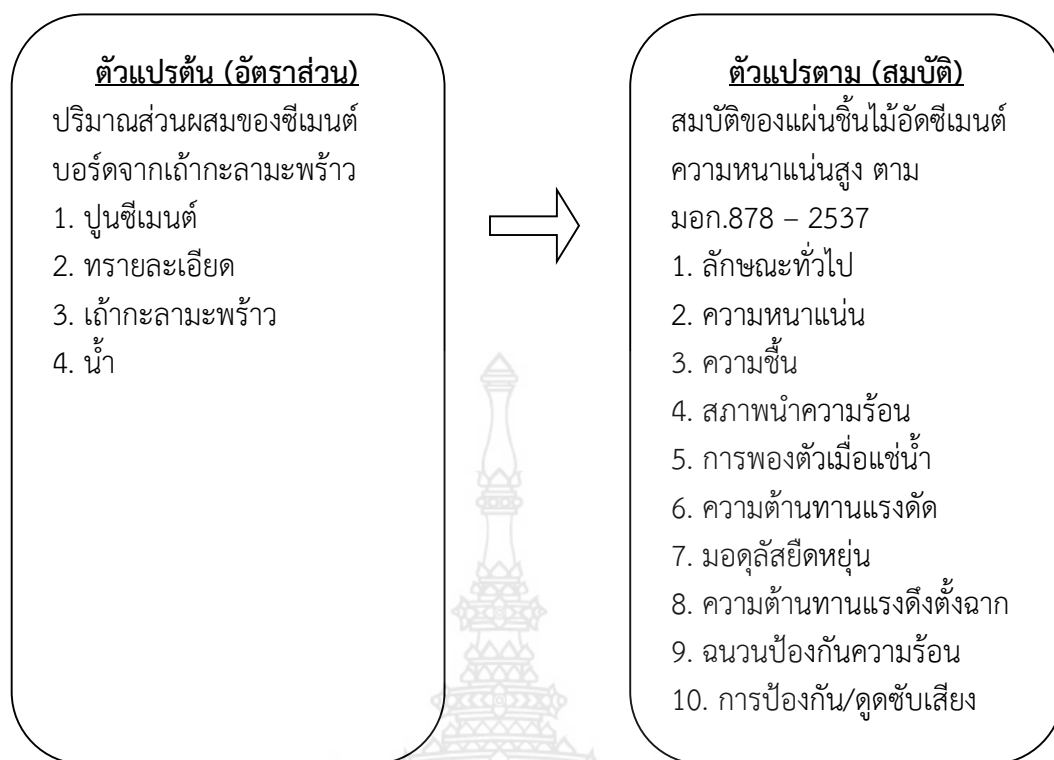 ตัวแปรต้น (อัตราส่วน)
ปริมาณส่วนผสมของซีเมนต์
บอร์ดจากเถ้ากะลามะพร้าว
1. ปูนซีเมนต์
2. ทรายละเอียด
3. เถ้ากะลามะพร้าว
4. น้ำ
ตัวแปรตาม (สมบัติ)
สมบัติของแผ่นชิ้นไม้อัดซีเมนต์
ความหนาแน่นสูง ตาม
มอก.878 – 2537
1. ลักษณะทั่วไป
2. ความหนาแน่น
3. ความชื้น
4. สภาพนำความร้อน
5. การพองตัวเมื่อแช่น้ำ
6. ความต้านทานแรงดัด
7. มอดุลัสยืดหยุ่น
8. ความต้านทานแรงดึงตั้งฉาก
9. ฉนวนป้องกันความร้อน
10. การป้องกัน/ดูดซับเสียง